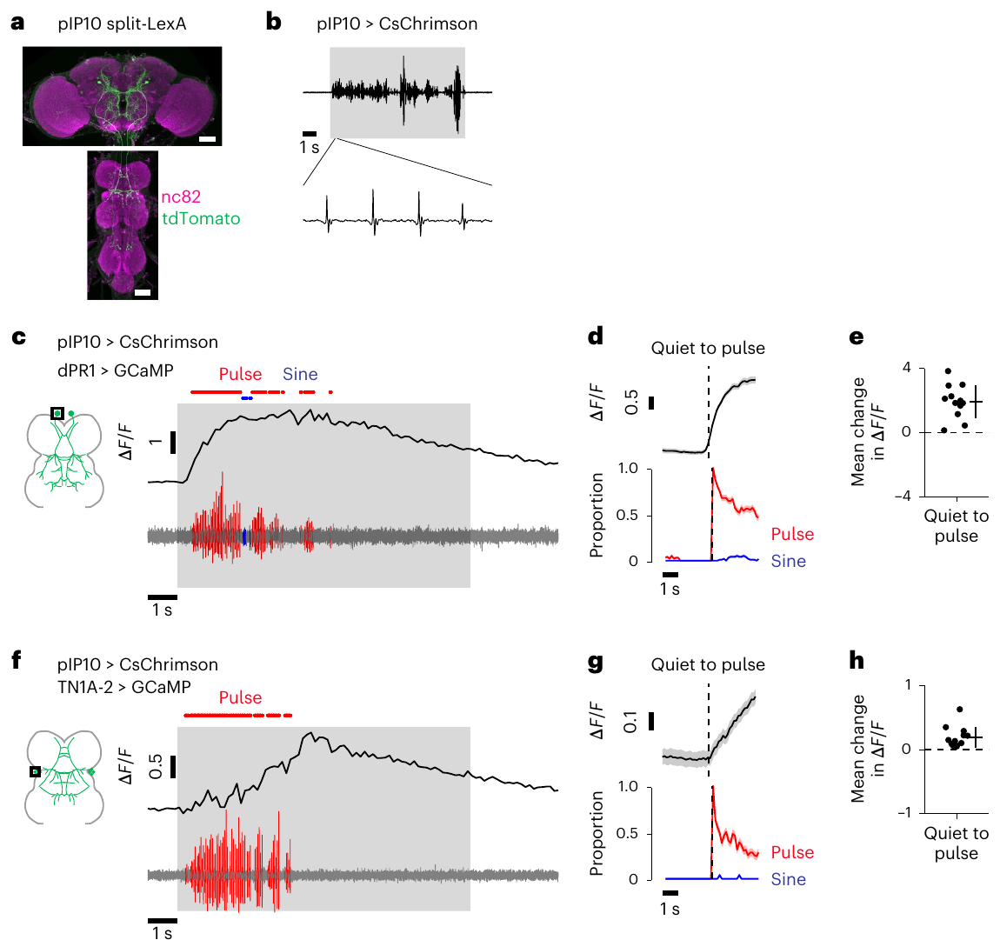 a pIP10 split-LexA
nc82
tdTomato
b pIP10 > CsChrimson
1 s
c pIP10 > CsChrimson
dPR1 > GCaMP
Pulse Sine
ΔF/F
1
1 s
d Quiet to pulse
ΔF/F
0.5
Proportion
1.0
0.5
0
Pulse
Sine
1 s
e
Mean change
in ΔF/F
4
0
–4
Quiet to
pulse
f pIP10 > CsChrimson
TN1A-2 > GCaMP
Pulse
ΔF/F
0.5
1 s
g Quiet to pulse
ΔF/F
0.1
Proportion
1.0
0.5
0
Pulse
Sine
1 s
h
Mean change
in ΔF/F
1
0
–1
Quiet to
pulse